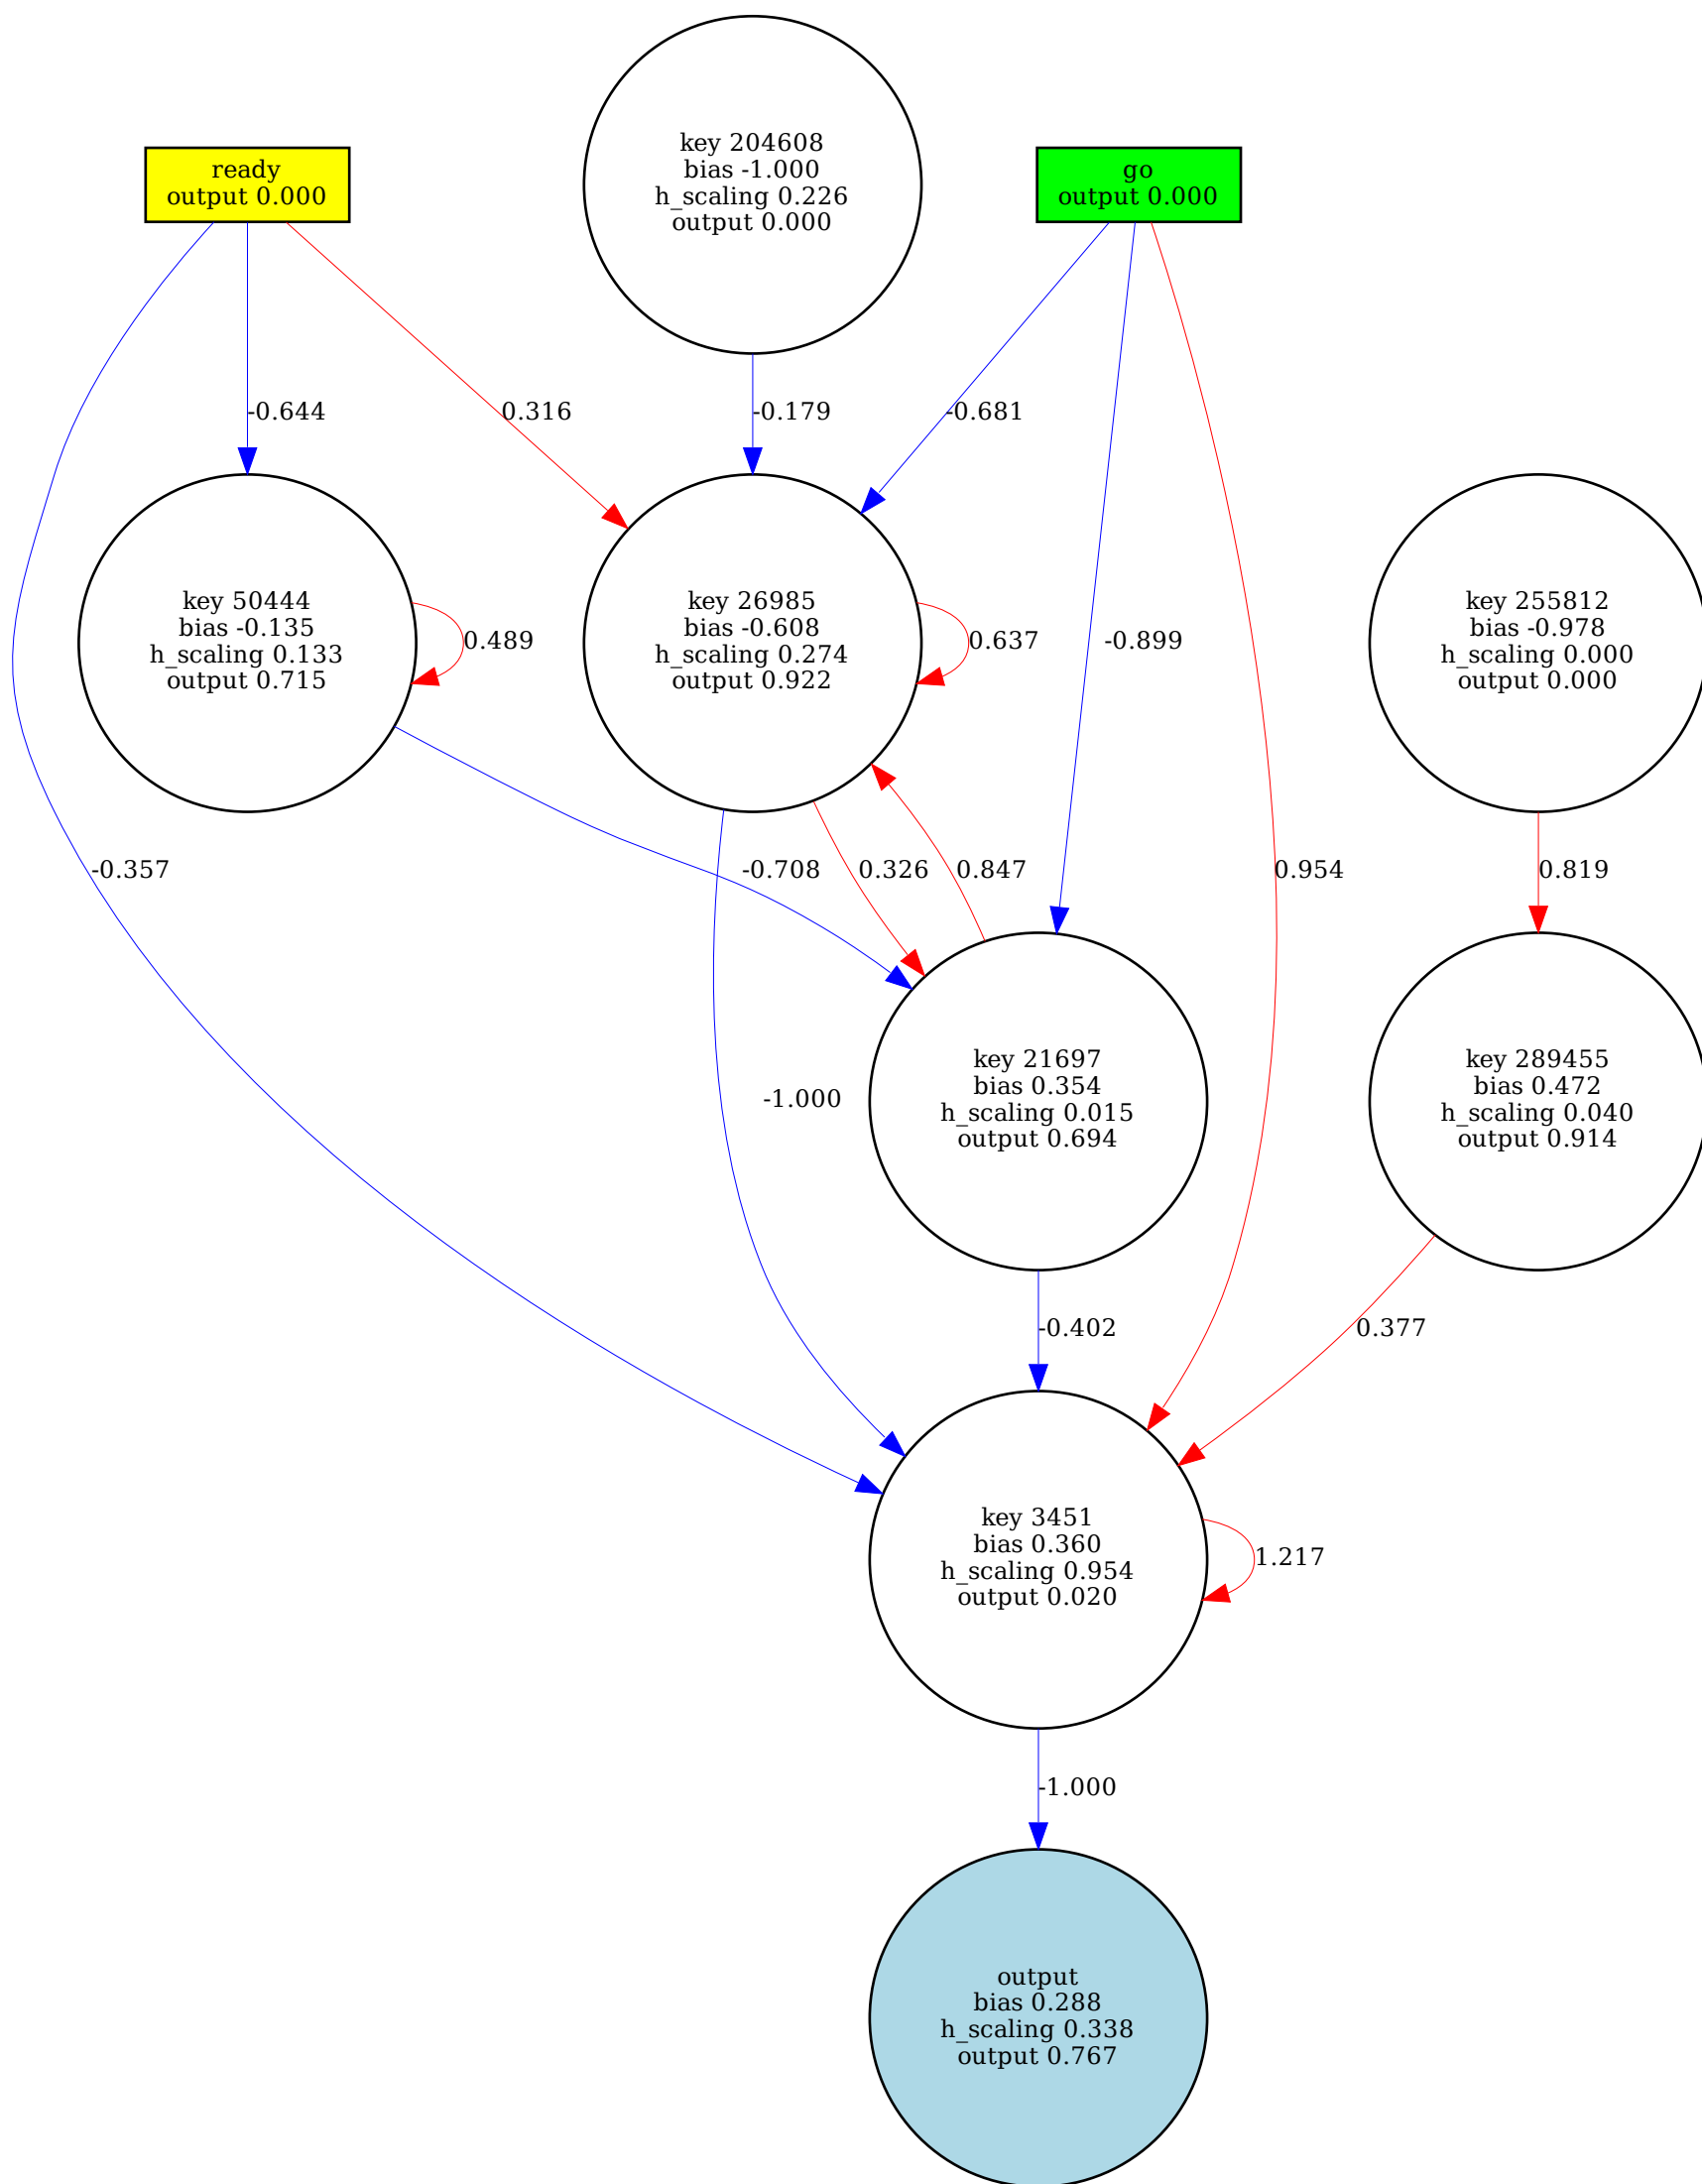 key 204608
bias -1.000
h_scaling 0.226
output 0.000
ready
output 0.000
go
output 0.000
-0.644
0.316
-0.179
-0.681
key 50444
bias -0.135
h_scaling 0.133
output 0.715
0.489
key 26985
bias -0.608
h_scaling 0.274
output 0.922
0.637
-0.899
key 255812
bias -0.978
h_scaling 0.000
output 0.000
-0.357
-0.708
0.326
0.847
0.954
0.819
-1.000
key 21697
bias 0.354
h_scaling 0.015
output 0.694
key 289455
bias 0.472
h_scaling 0.040
output 0.914
-0.402
0.377
key 3451
bias 0.360
h_scaling 0.954
output 0.020
1.217
-1.000
output
bias 0.288
h_scaling 0.338
output 0.767